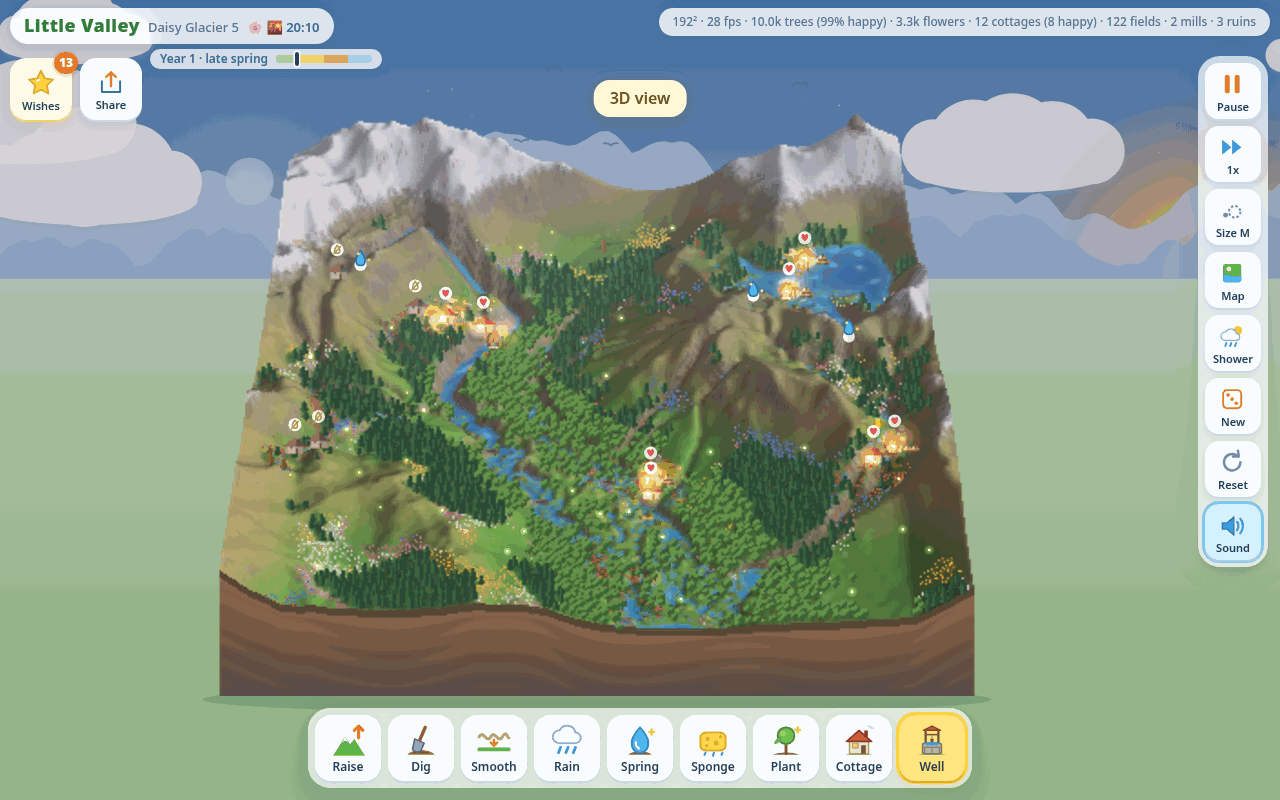 Little Valley Daisy Glacier 5 20:10
192² · 28 fps · 10.0k trees (99% happy) · 3.3k flowers · 12 cottages (8 happy) · 122 fields · 2 mills · 3 ruins
Year 1 · late spring
13
Wishes
Share
3D view
Pause
1x
Size M
Map
Shower
New
Reset
Sound
Raise
Dig
Smooth
Rain
Spring
Sponge
Plant
Cottage
Well